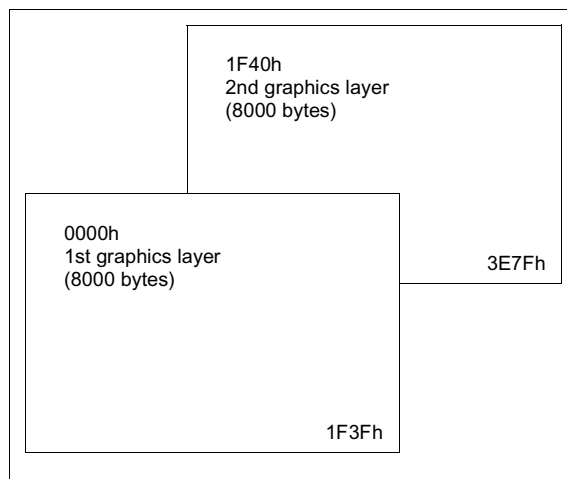 1F40h
2nd graphics layer
(8000 bytes)
3E7Fh
0000h
1st graphics layer
(8000 bytes)
1F3Fh